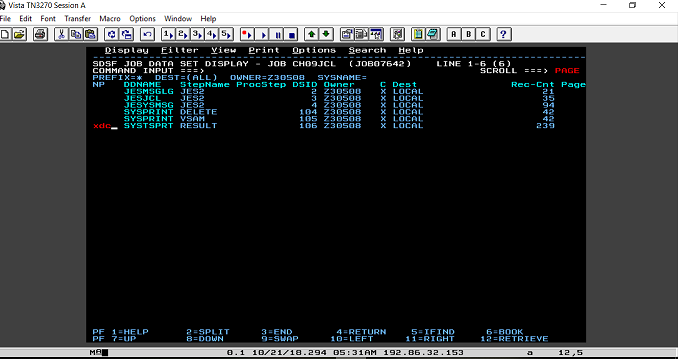 Vista TN3270 Session A
File Edit Font Transfer Macro Options Window Help
1 2 3 4 5 A B C ?
Display Filter View Print Options Search Help
SDSF JOB DATA SET DISPLAY - JOB CH09JCL (JOB07642) LINE 1-6 (6)
COMMAND INPUT ===> SCROLL ===> PAGE
PREFIX=* DEST=(ALL) OWNER=Z30508 SYSNAME=
NP DDNAME StepName ProcStep DSID Owner C Dest Rec-Cnt Page
JESMSGLG JES2 2 Z30508 X LOCAL 21
JESJCL JES2 3 Z30508 X LOCAL 35
JESYSMSG JES2 4 Z30508 X LOCAL 94
SYSPRINT DELETE 104 Z30508 X LOCAL 42
SYSPRINT VSAM 105 Z30508 X LOCAL 42
xdc_ SYSTSPRT RESULT 106 Z30508 X LOCAL 239
PF 1=HELP 2=SPLIT 3=END 4=RETURN 5=IFIND 6=BOOK
PF 7=UP 8=DOWN 9=SWAP 10=LEFT 11=RIGHT 12=RETRIEVE
0.1 10/21/18.294 05:31AM 192.86.32.153 a 12,5